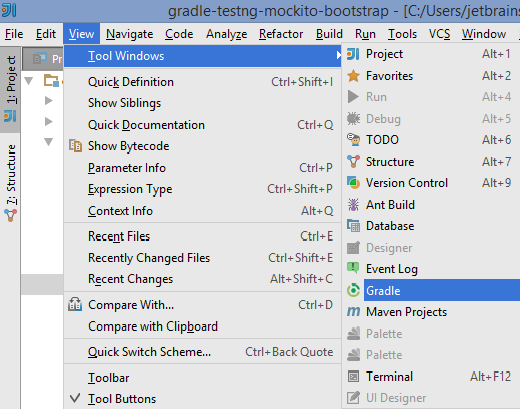 gradle-testng-mockito-bootstrap - [C:/Users/jetbrains
File Edit View Navigate Code Analyze Refactor Build Run Tools VCS Window
1: Project
7: Structure
Tool Windows
Quick Definition Ctrl+Shift+I
Show Siblings
Quick Documentation Ctrl+Q
Show Bytecode
Parameter Info Ctrl+P
Expression Type Ctrl+Shift+P
Context Info Alt+Q
Recent Files Ctrl+E
Recently Changed Files Ctrl+Shift+E
Recent Changes Alt+Shift+C
Compare With... Ctrl+D
Compare with Clipboard
Quick Switch Scheme... Ctrl+Back Quote
Toolbar
Tool Buttons
Project Alt+1
Favorites Alt+2
Run Alt+4
Debug Alt+5
TODO Alt+6
Structure Alt+7
Version Control Alt+9
Ant Build
Database
Designer
Event Log
Gradle
Maven Projects
Palette
Palette
Terminal Alt+F12
UI Designer